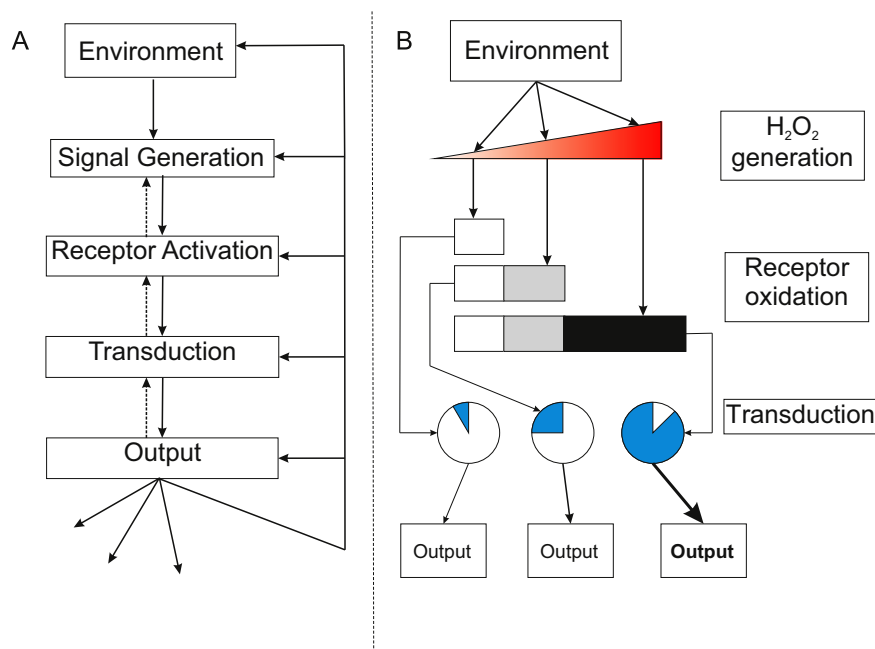 A
Environment
Signal Generation
Receptor Activation
Transduction
Output
B
Environment
H₂O₂
generation
Receptor
oxidation
Transduction
Output
Output
Output